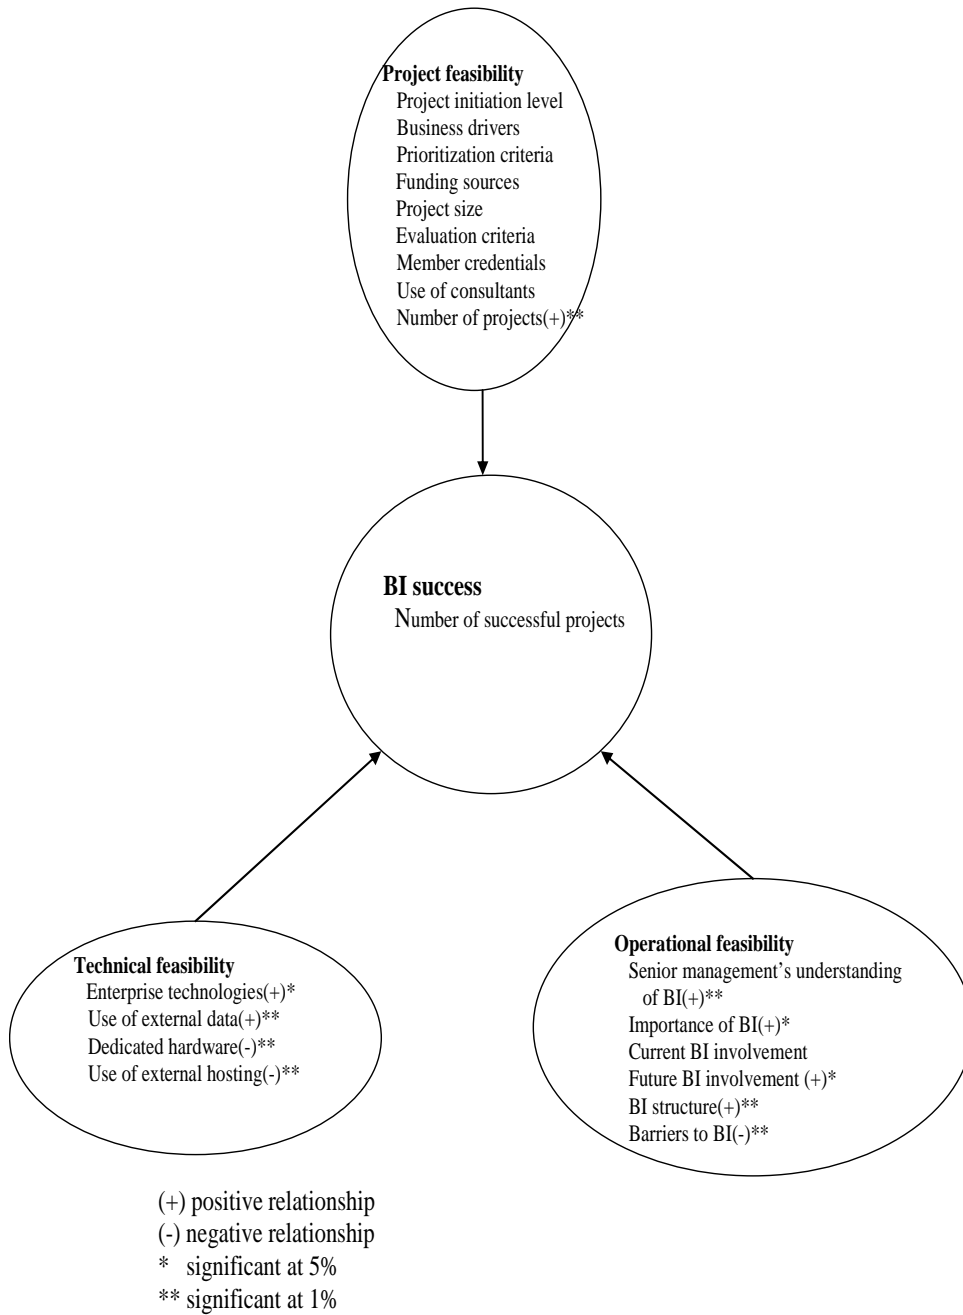 Project feasibility
Project initiation level
Business drivers
Prioritization criteria
Funding sources
Project size
Evaluation criteria
Member credentials
Use of consultants
Number of projects(+)**
BI success
Number of successful projects
Technical feasibility
Enterprise technologies(+)*
Use of external data(+)**
Dedicated hardware(-)**
Use of external hosting(-)**
Operational feasibility
Senior management’s understanding
of BI(+)**
Importance of BI(+)*
Current BI involvement
Future BI involvement (+)*
BI structure(+)**
Barriers to BI(-)**
(+) positive relationship
(-) negative relationship
* significant at 5%
** significant at 1%